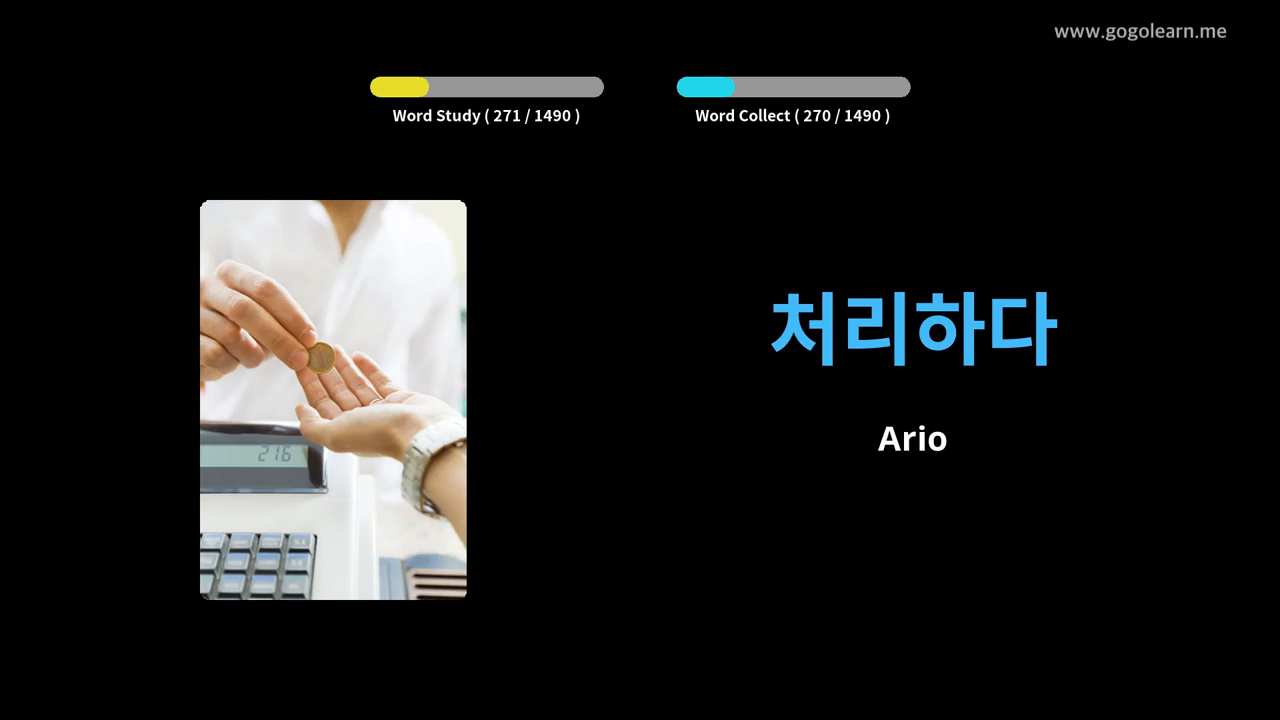 www.gogolearn.me
Word Study ( 271 / 1490 )
Word Collect ( 270 / 1490 )
처리하다
Ario
216